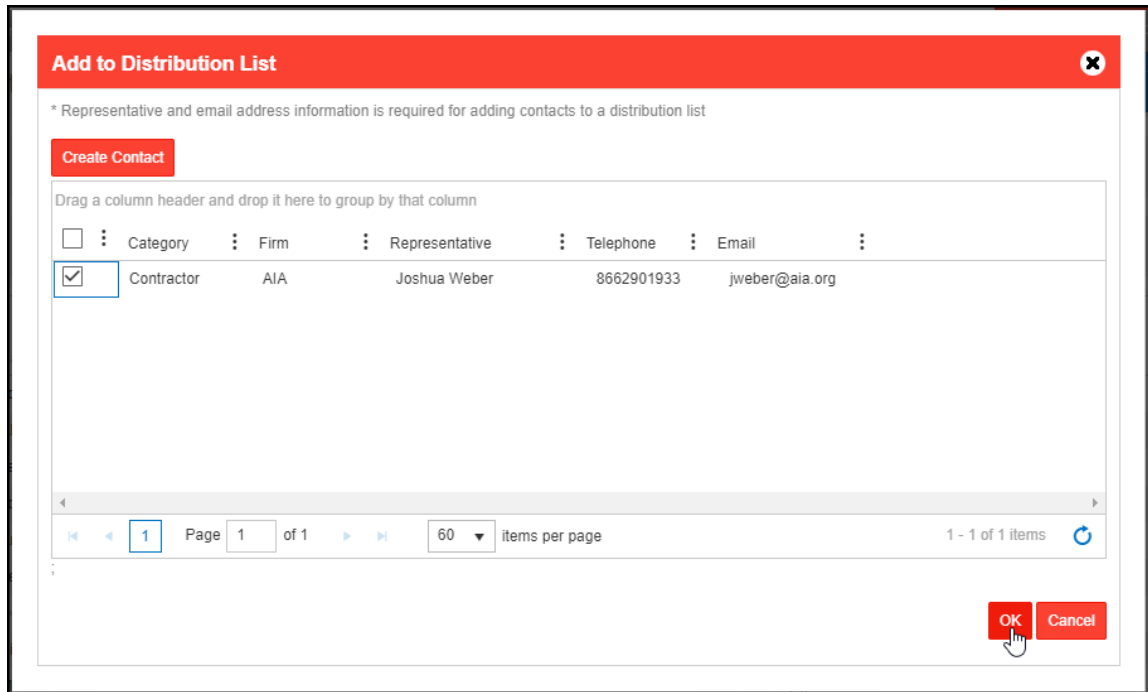 Add to Distribution List
* Representative and email address information is required for adding contacts to a distribution list
Create Contact
Drag a column header and drop it here to group by that column
Category Firm Representative Telephone Email
Contractor AIA Joshua Weber 8662901933 jweber@aia.org
1 Page 1 of 1 60 items per page 1 - 1 of 1 items
;
OK Cancel